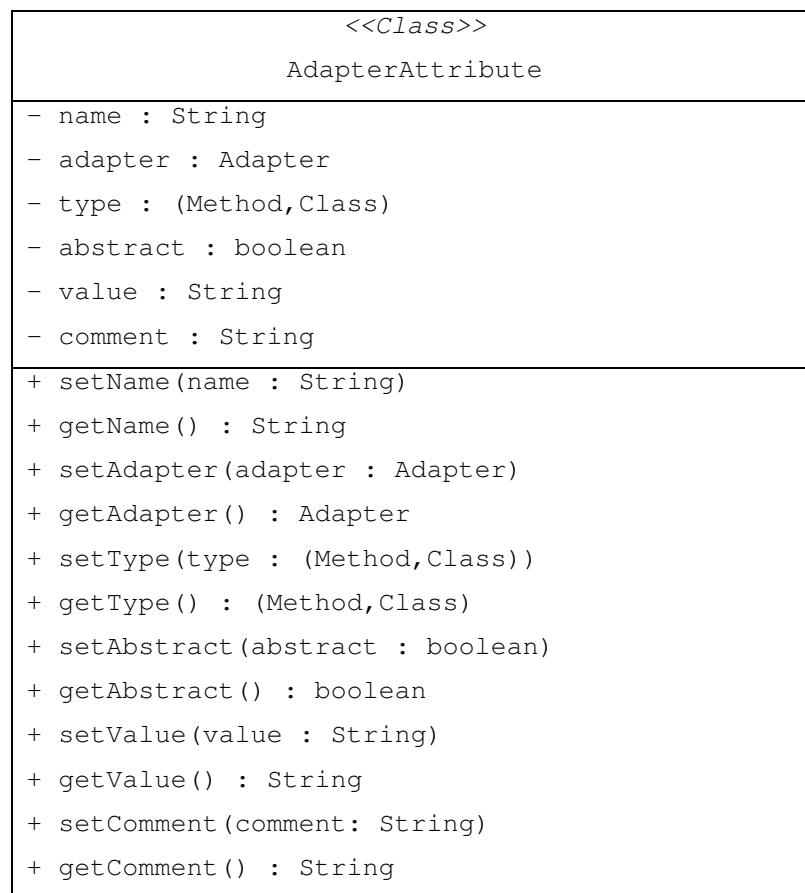 <<Class>>
AdapterAttribute
- name : String
- adapter : Adapter
- type : (Method,Class)
- abstract : boolean
- value : String
- comment : String
+ setName(name : String)
+ getName() : String
+ setAdapter(adapter : Adapter)
+ getAdapter() : Adapter
+ setType(type : (Method,Class))
+ getType() : (Method,Class)
+ setAbstract(abstract : boolean)
+ getAbstract() : boolean
+ setValue(value : String)
+ getValue() : String
+ setComment(comment: String)
+ getComment() : String